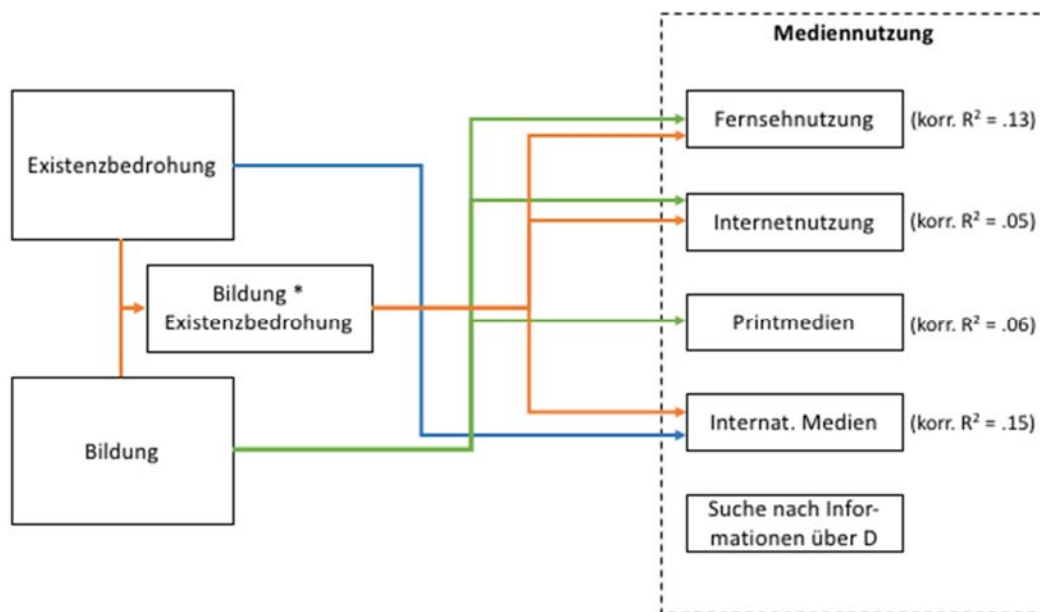 Mediennutzung
Existenzbedrohung
Bildung *
Existenzbedrohung
Bildung
Fernsehnutzung (korr. R² = .13)
Internetnutzung (korr. R² = .05)
Printmedien (korr. R² = .06)
Internat. Medien (korr. R² = .15)
Suche nach Infor-
mationen über D